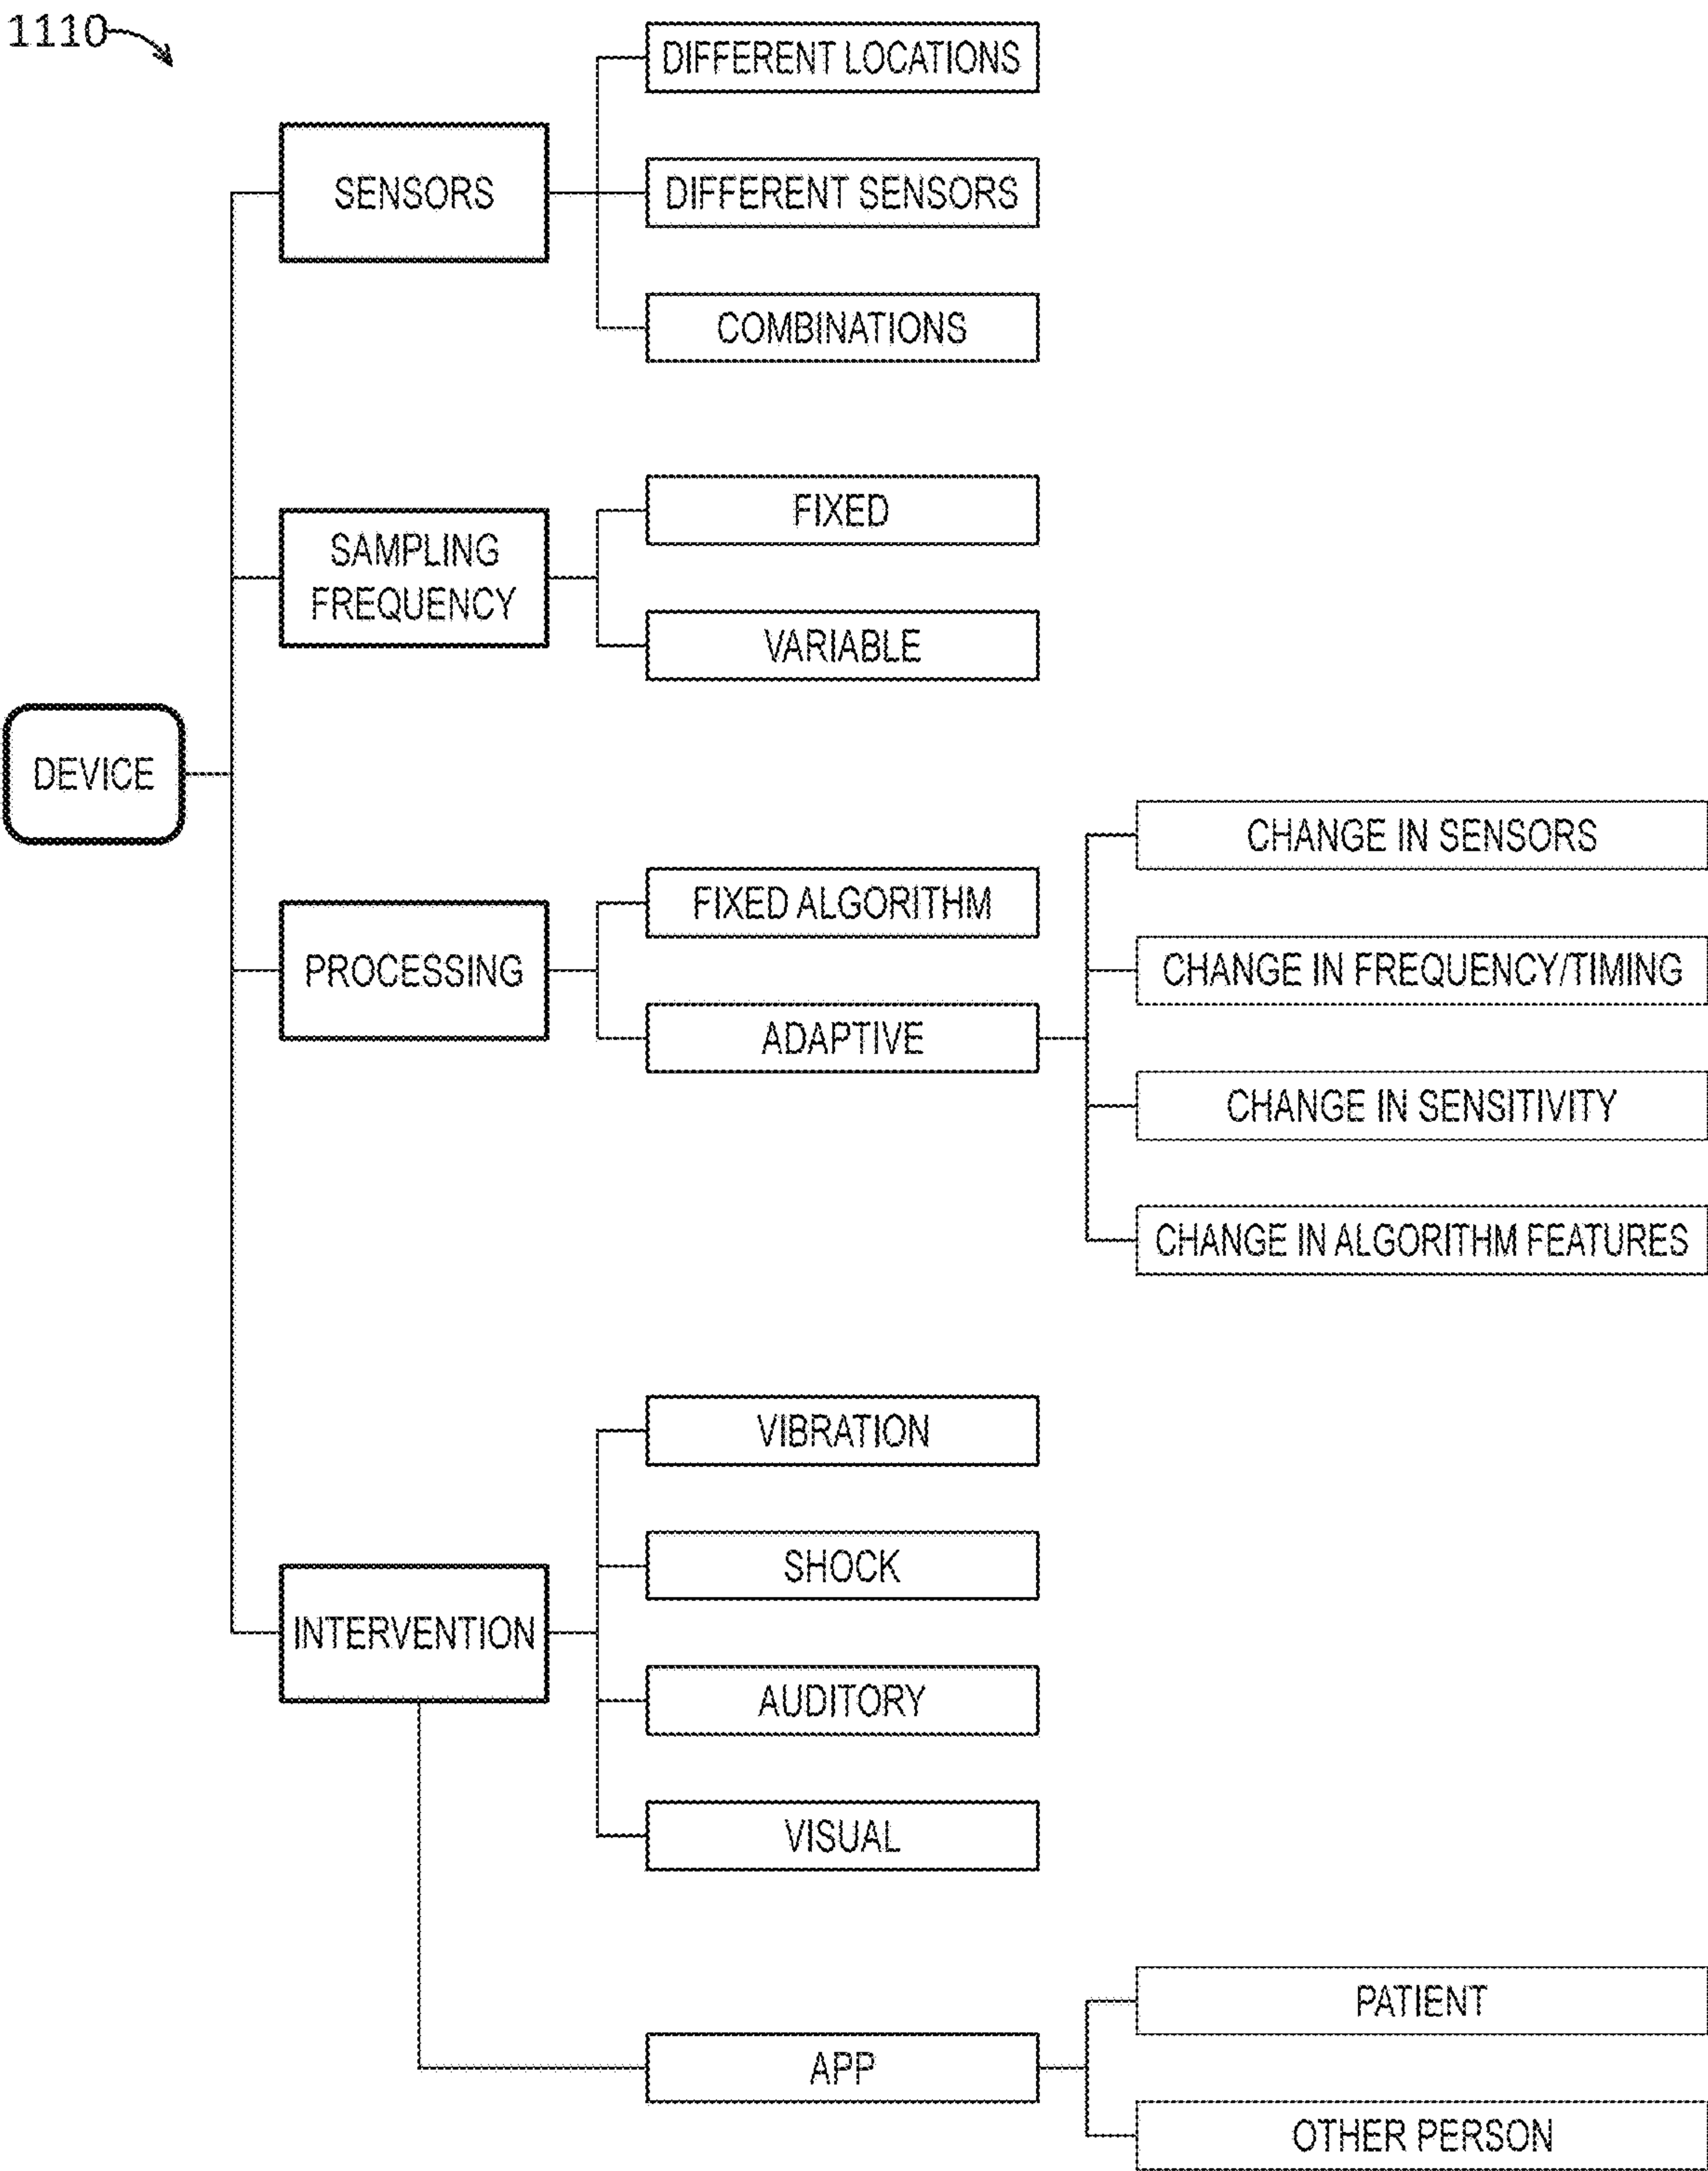 1110
DIFFERENT LOCATIONS
SENSORS
DIFFERENT SENSORS
COMBINATIONS
FIXED
SAMPLING
FREQUENCY
VARIABLE
DEVICE
CHANGE IN SENSORS
FIXED ALGORITHM
PROCESSING
CHANGE IN FREQUENCY/TIMING
ADAPTIVE
CHANGE IN SENSITIVITY
CHANGE IN ALGORITHM FEATURES
VIBRATION
SHOCK
INTERVENTION
AUDITORY
VISUAL
PATIENT
APP
OTHER PERSON